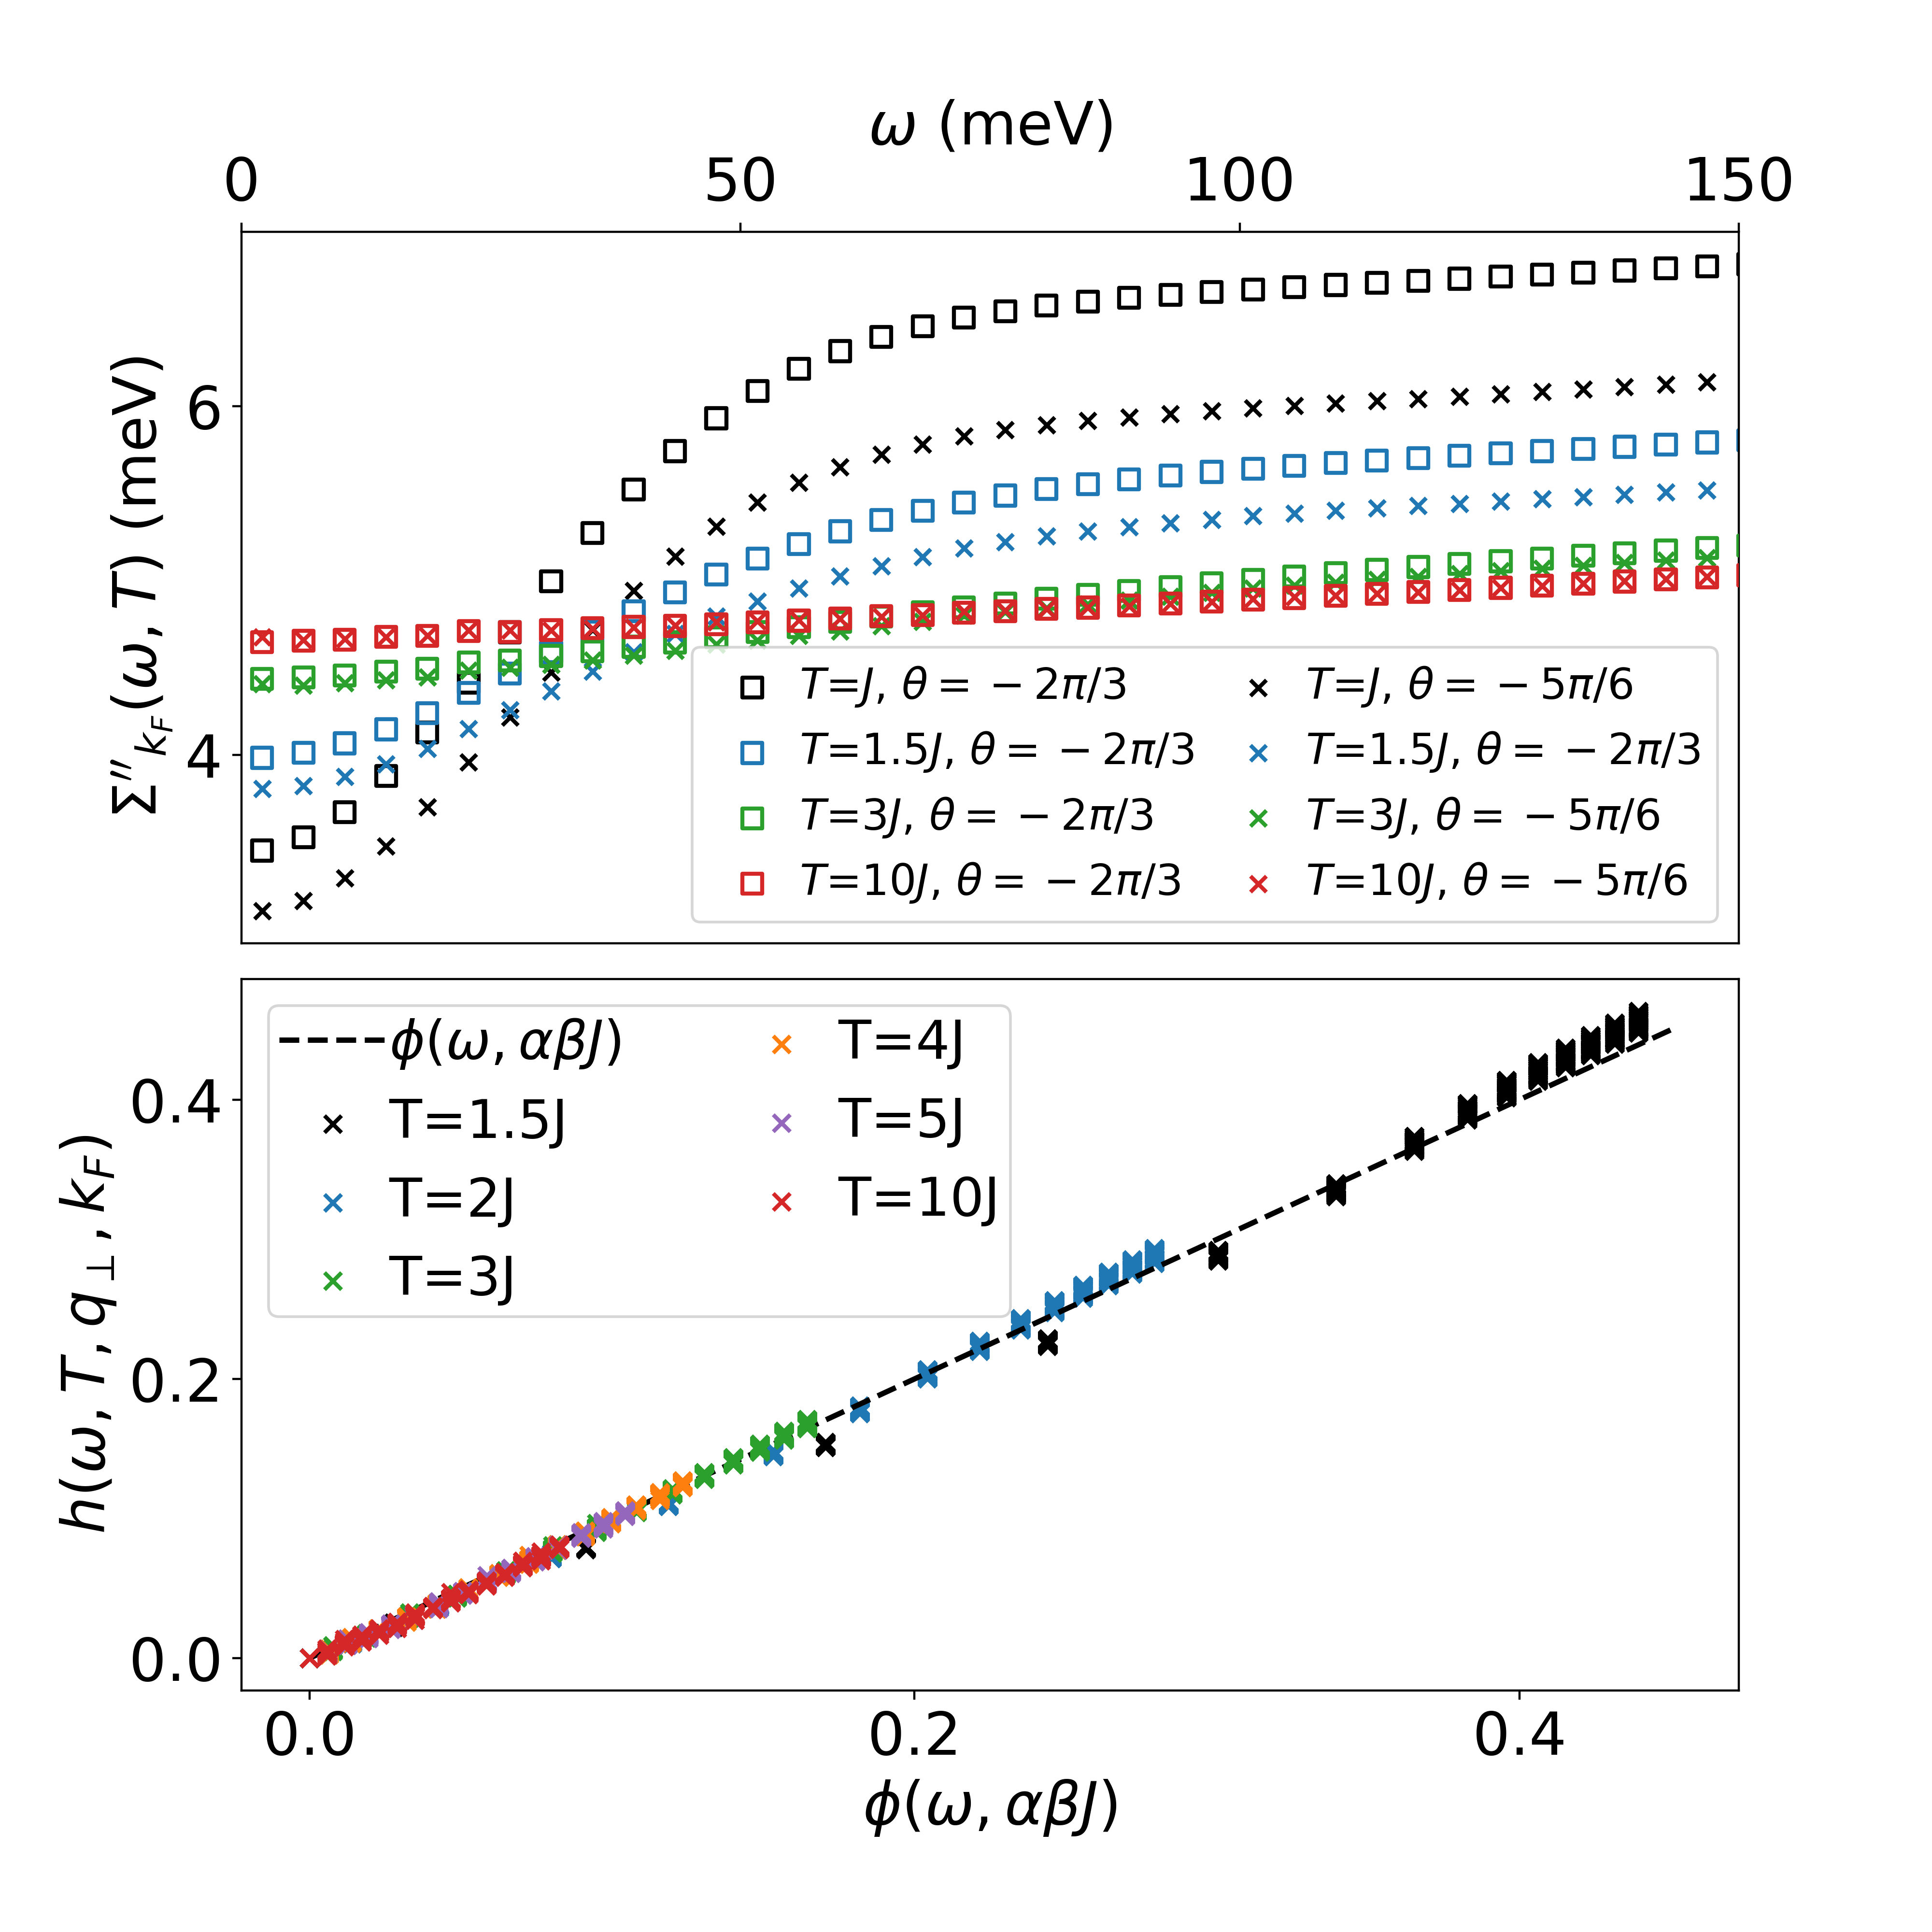 ω (meV)
0 50 100 150
Σ''ₖ_F(ω, T) (meV)
6
4
T=J, θ = −2π/3
T=1.5J, θ = −2π/3
T=3J, θ = −2π/3
T=10J, θ = −2π/3
T=J, θ = −5π/6
T=1.5J, θ = −2π/3
T=3J, θ = −5π/6
T=10J, θ = −5π/6
h(ω, T, q⊥, k_F)
0.4
0.2
0.0
ϕ(ω, αβJ)
T=1.5J
T=2J
T=3J
T=4J
T=5J
T=10J
0.0 0.2 0.4
ϕ(ω, αβJ)